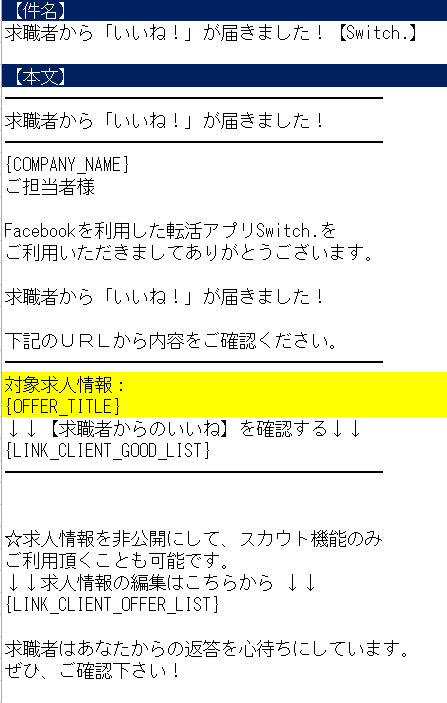 【件名】
求職者から「いいね!」が届きました!【Switch.】
【本文】
求職者から「いいね!」が届きました!
{COMPANY_NAME}
ご担当者様
Facebookを利用した転活アプリSwitch.を
ご利用いただきましてありがとうございます。
求職者から「いいね!」が届きました!
下記のURLから内容をご確認ください。
対象求人情報:
{OFFER_TITLE}
↓↓【求職者からのいいね】を確認する↓↓
{LINK_CLIENT_GOOD_LIST}
☆求人情報を非公開にして、スカウト機能のみ
ご利用頂くことも可能です。
↓↓求人情報の編集はこちらから ↓↓
{LINK_CLIENT_OFFER_LIST}
求職者はあなたからの返答を心待ちにしています。
ぜひ、ご確認下さい!